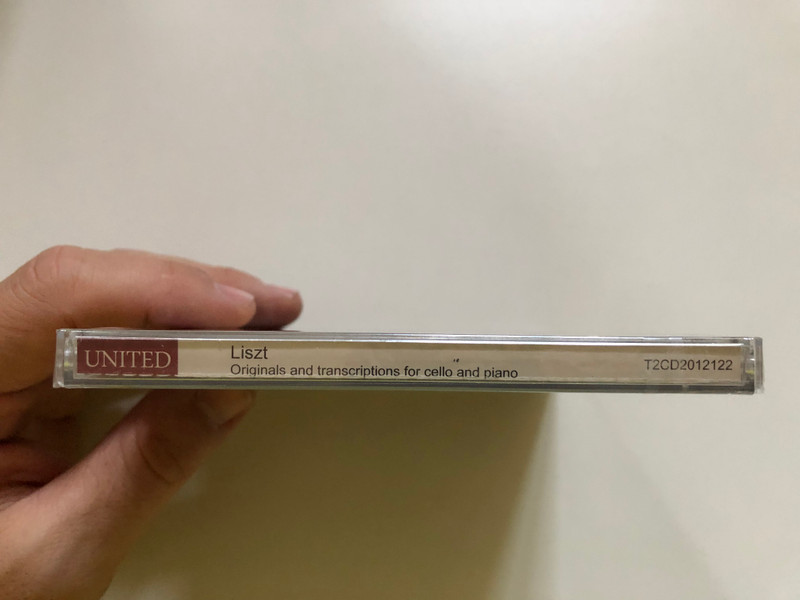 UNITED
Liszt
Originals and transcriptions for cello and piano
T2CD2012122